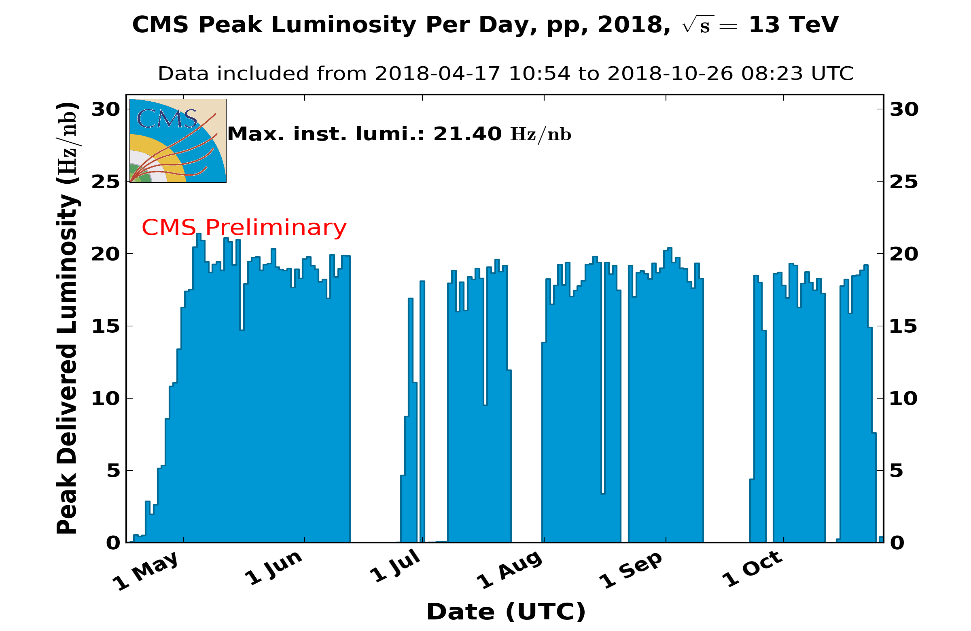 CMS Peak Luminosity Per Day, pp, 2018, √s = 13 TeV
Data included from 2018-04-17 10:54 to 2018-10-26 08:23 UTC
CMS
Max. inst. lumi.: 21.40 Hz/nb
CMS Preliminary
Peak Delivered Luminosity (Hz/nb)
30 30
25 25
20 20
15 15
10 10
5 5
0 0
1 May 1 Jun 1 Jul 1 Aug 1 Sep 1 Oct
Date (UTC)